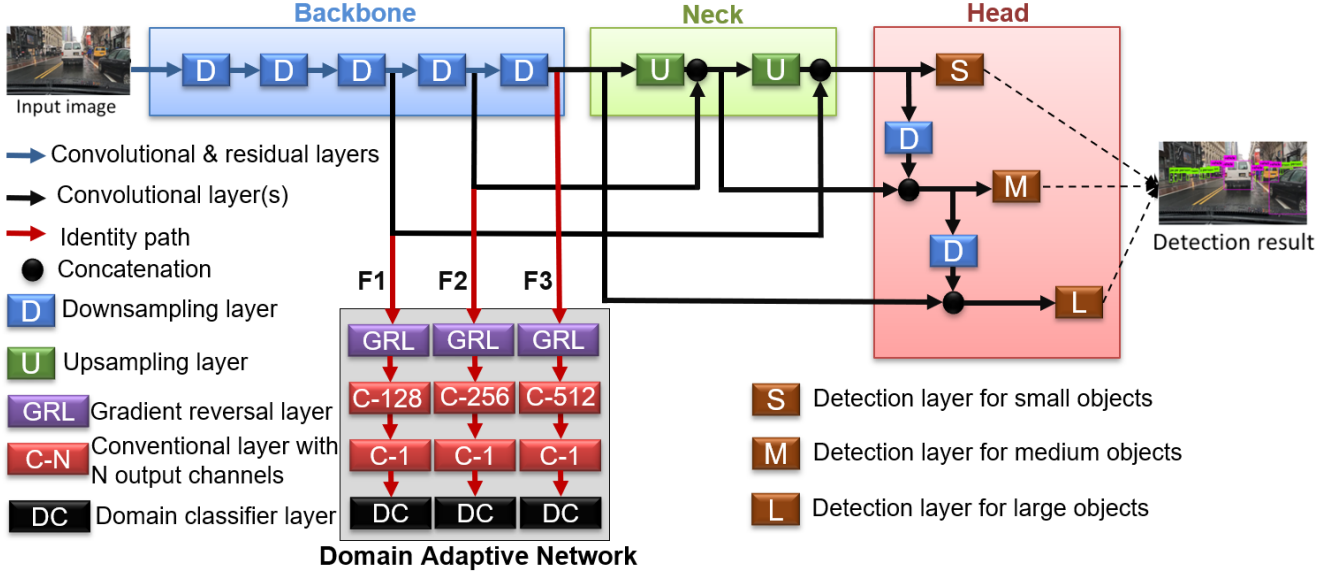 Backbone
Neck
Head
D
D
D
D
D
U
U
S
Input image
D
Convolutional & residual layers
M
Convolutional layer(s)
Identity path
D
Detection result
Concatenation
F1
F2
F3
D
Downsampling layer
L
GRL
GRL
GRL
U
Upsampling layer
C-128
C-256
C-512
S
Detection layer for small objects
GRL
Gradient reversal layer
C-N
Conventional layer with
N output channels
C-1
C-1
C-1
M
Detection layer for medium objects
DC
Domain classifier layer
DC
DC
DC
L
Detection layer for large objects
Domain Adaptive Network